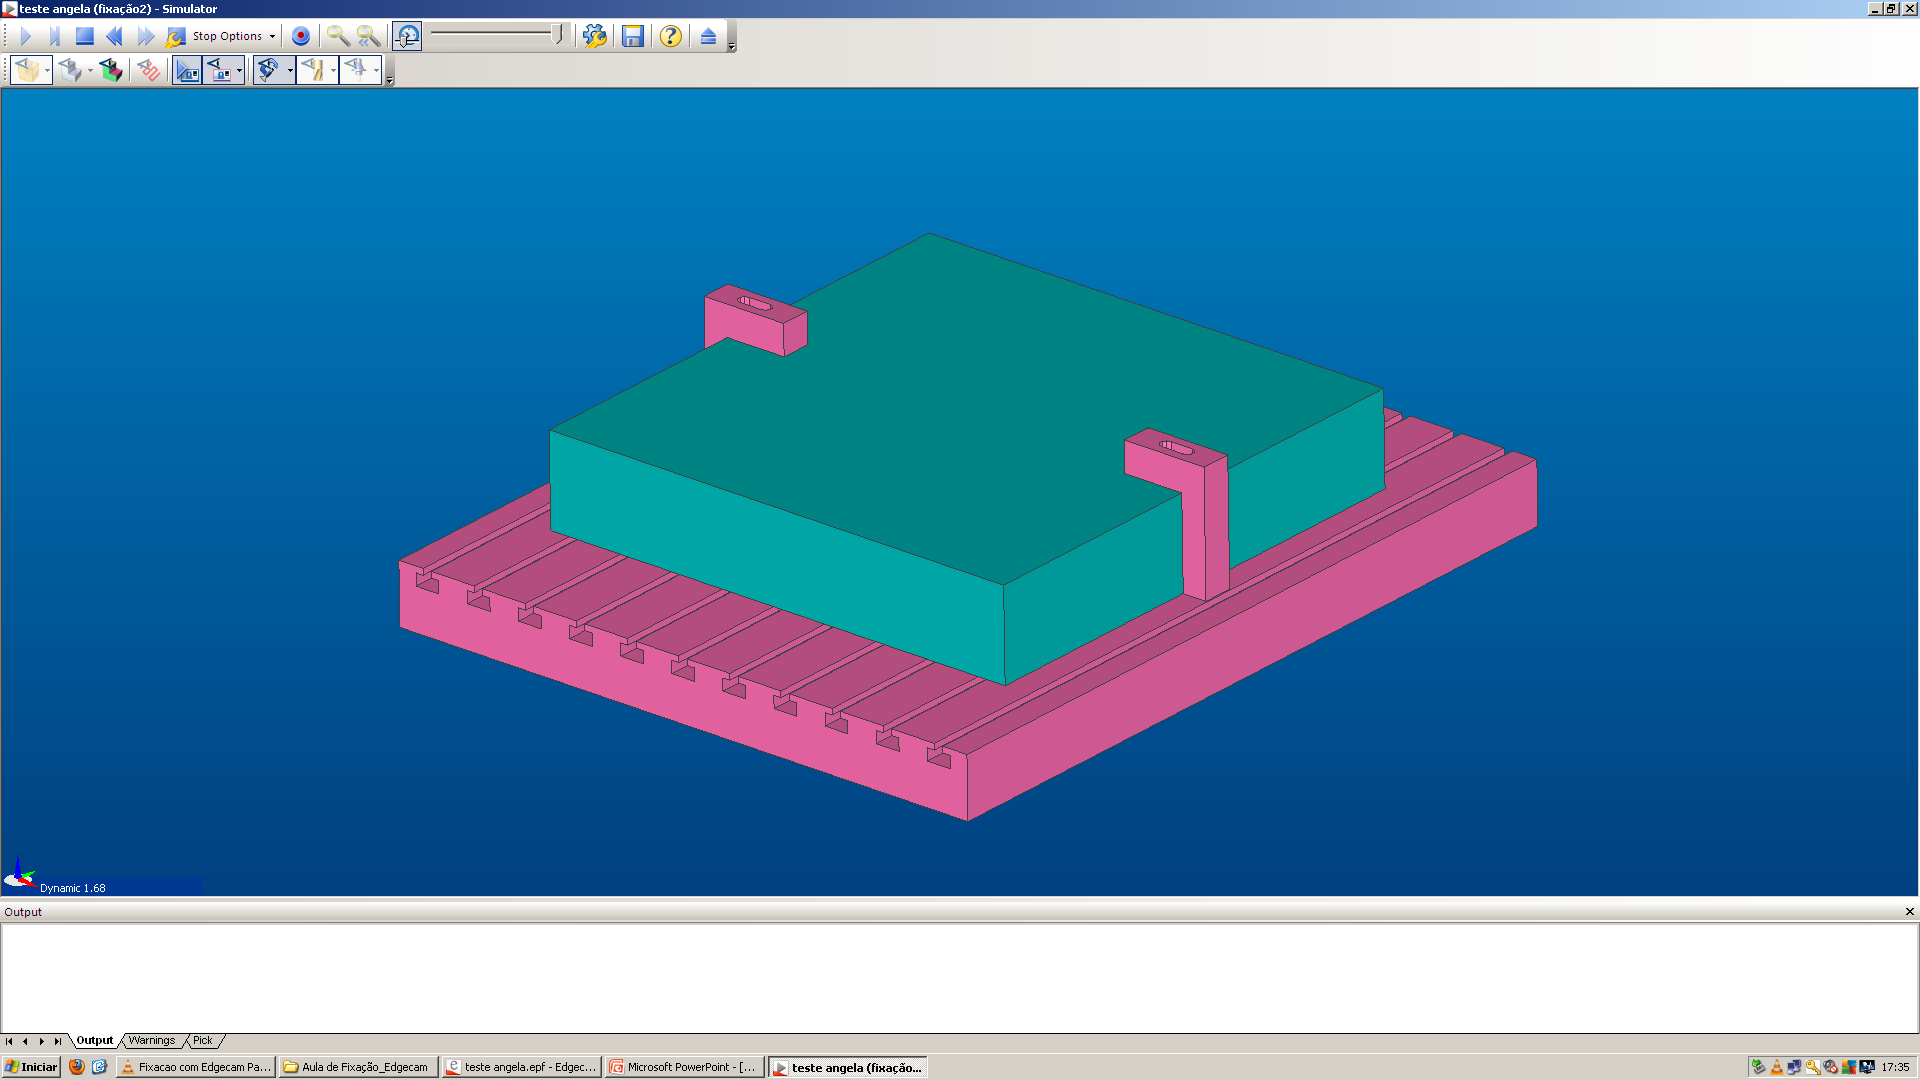 teste angela (fixação2) - Simulator
Stop Options
Dynamic 1.68
Output
Output Warnings Pick
Iniciar Fixacao com Edgecam Pa... Aula de Fixação_Edgecam teste angela.epf - Edgec... Microsoft PowerPoint - [... teste angela (fixação... 17:35